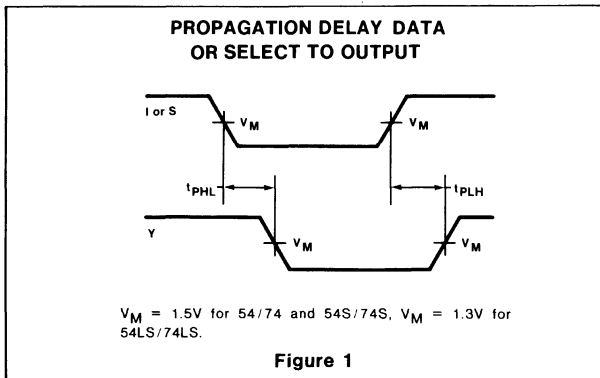 PROPAGATION DELAY DATA
OR SELECT TO OUTPUT
I or S
VM
VM
tPHL
tPLH
Y
VM
VM
VM = 1.5V for 54/74 and 54S/74S, VM = 1.3V for
54LS/74LS.
Figure 1